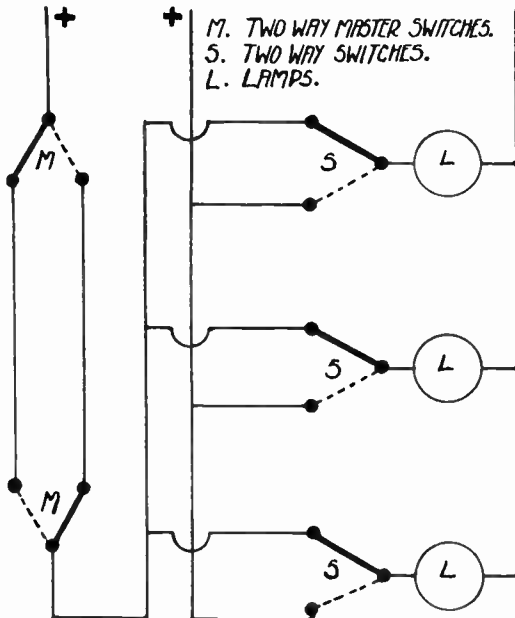 + +
M. TWO WAY MASTER SWITCHES.
S. TWO WAY SWITCHES.
L. LAMPS.
M
S L
S L
M
S L